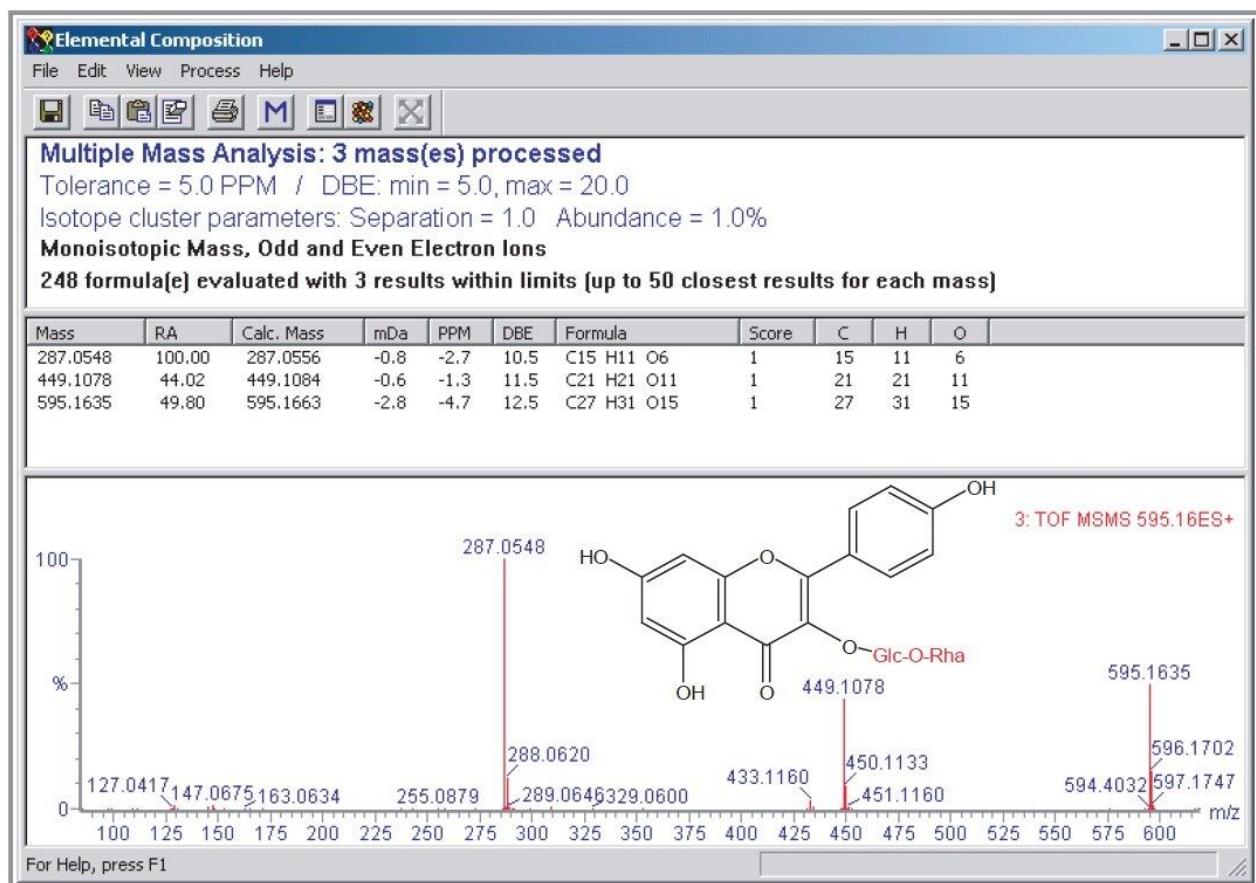 Elemental Composition
File Edit View Process Help
M
Multiple Mass Analysis: 3 mass(es) processed
Tolerance = 5.0 PPM / DBE: min = 5.0, max = 20.0
Isotope cluster parameters: Separation = 1.0 Abundance = 1.0%
Monoisotopic Mass, Odd and Even Electron Ions
248 formula(e) evaluated with 3 results within limits (up to 50 closest results for each mass)
Mass RA Calc. Mass mDa PPM DBE Formula Score C H O
287.0548 100.00 287.0556 -0.8 -2.7 10.5 C15 H11 O6 1 15 11 6
449.1078 44.02 449.1084 -0.6 -1.3 11.5 C21 H21 O11 1 21 21 11
595.1635 49.80 595.1663 -2.8 -4.7 12.5 C27 H31 O15 1 27 31 15
OH
3: TOF MSMS 595.16ES+
100
287.0548
HO
O
O
Glc-O-Rha
OH
O
449.1078
595.1635
%
288.0620
450.1133
596.1702
127.0417
147.0675
163.0634
255.0879
289.0646
329.0600
433.1160
451.1160
594.4032
597.1747
0
m/z
100 125 150 175 200 225 250 275 300 325 350 375 400 425 450 475 500 525 550 575 600
For Help, press F1